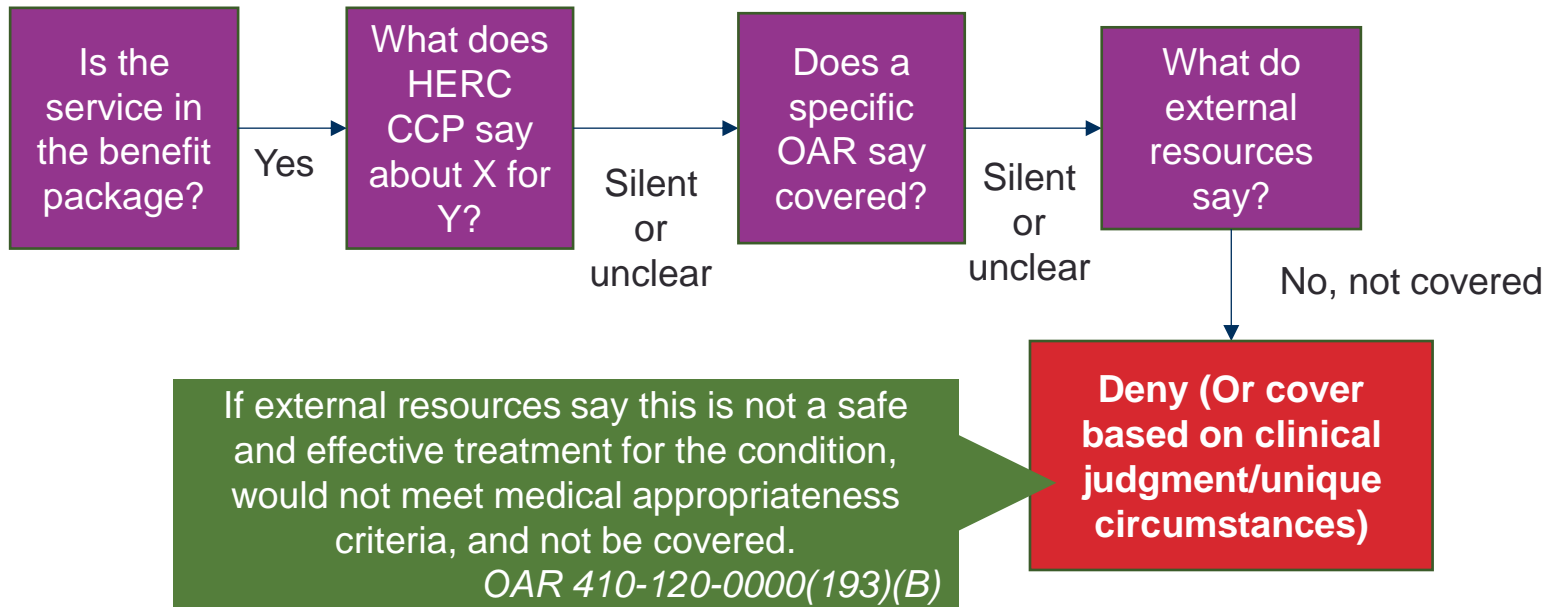 Is the
service in
the benefit
package?
Yes
What does
HERC
CCP say
about X for
Y?
Silent
or
unclear
Does a
specific
OAR say
covered?
Silent
or
unclear
What do
external
resources
say?
No, not covered
If external resources say this is not a safe
and effective treatment for the condition,
would not meet medical appropriateness
criteria, and not be covered.
OAR 410-120-0000(193)(B)
Deny (Or cover
based on clinical
judgment/unique
circumstances)